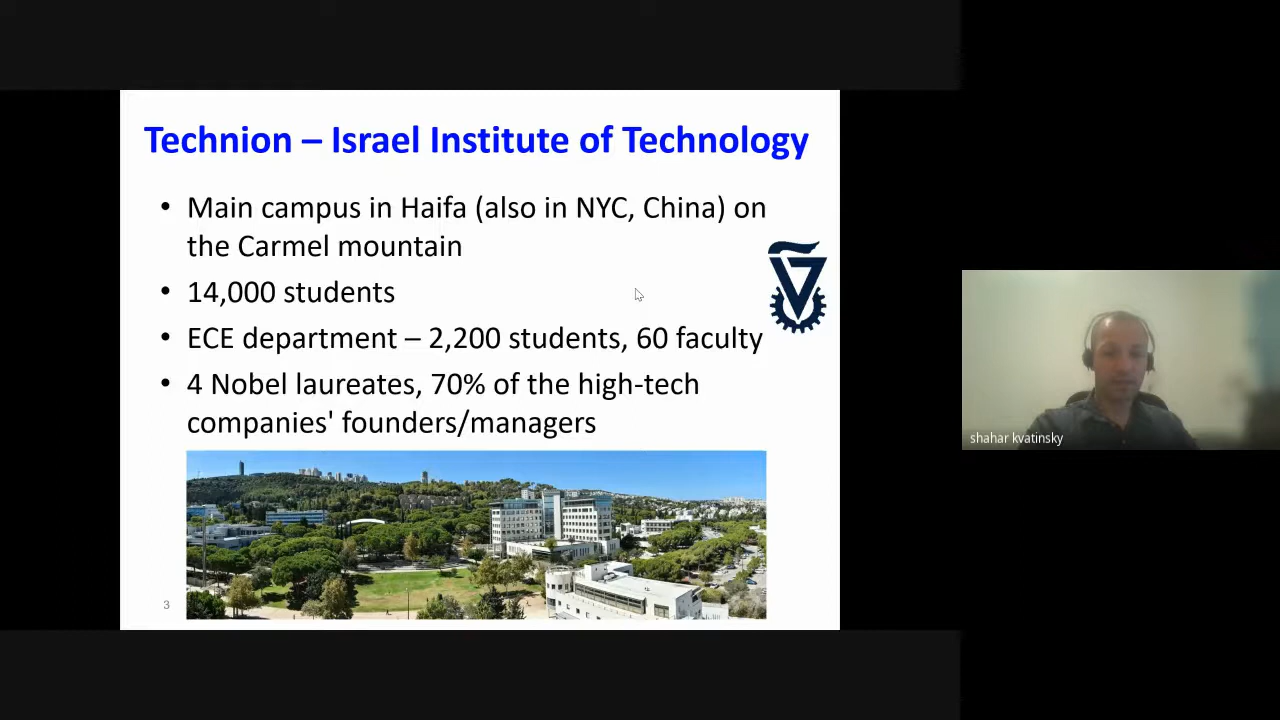 Technion – Israel Institute of Technology
• Main campus in Haifa (also in NYC, China) on
the Carmel mountain
• 14,000 students
• ECE department – 2,200 students, 60 faculty
• 4 Nobel laureates, 70% of the high-tech
companies' founders/managers
3
shahar kvatinsky